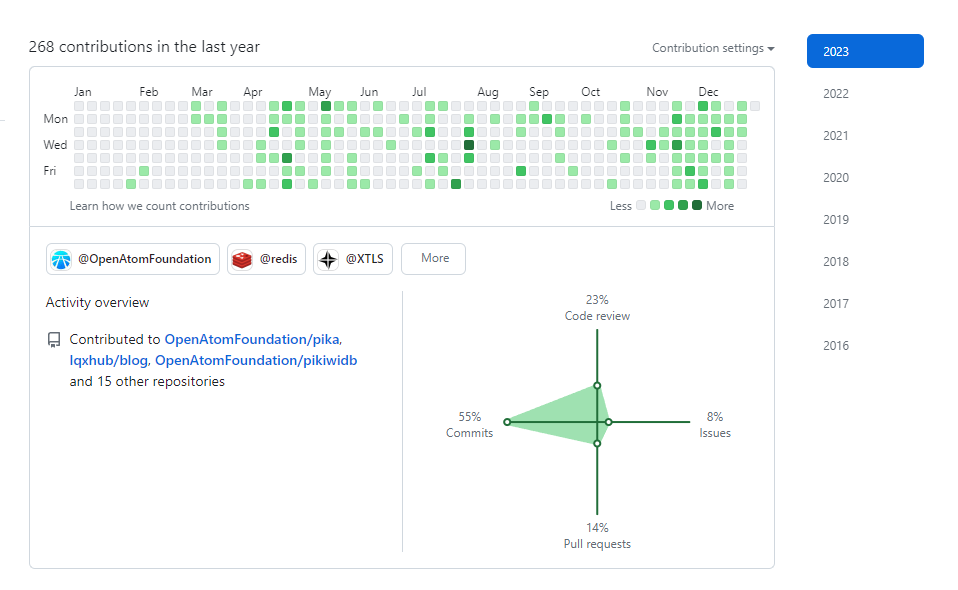 268 contributions in the last year
Contribution settings
Jan Feb Mar Apr May Jun Jul Aug Sep Oct Nov Dec
Mon
Wed
Fri
Learn how we count contributions
Less More
@OpenAtomFoundation @redis @XTLS More
Activity overview
Contributed to OpenAtomFoundation/pika,
lqxhub/blog, OpenAtomFoundation/pikiwidb
and 15 other repositories
23%
Code review
55%
Commits
8%
Issues
14%
Pull requests
2023
2022
2021
2020
2019
2018
2017
2016